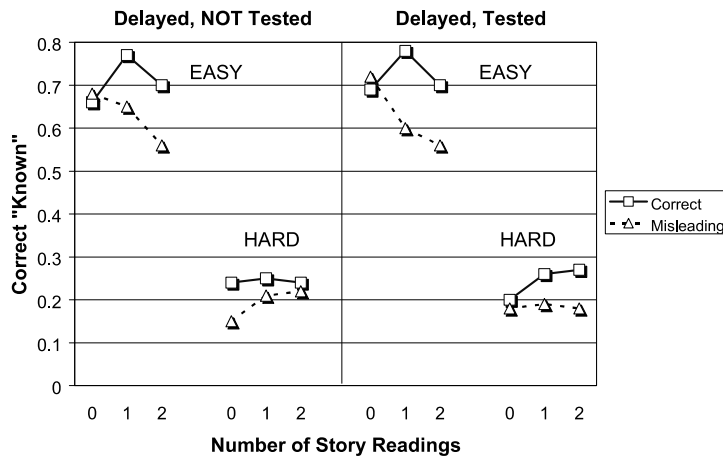 Delayed, NOT Tested
Delayed, Tested
0.8
0.7
0.6
0.5
0.4
0.3
0.2
0.1
0
Correct "Known"
EASY
EASY
HARD
HARD
Correct
Misleading
0 1 2 0 1 2 0 1 2 0 1 2
Number of Story Readings